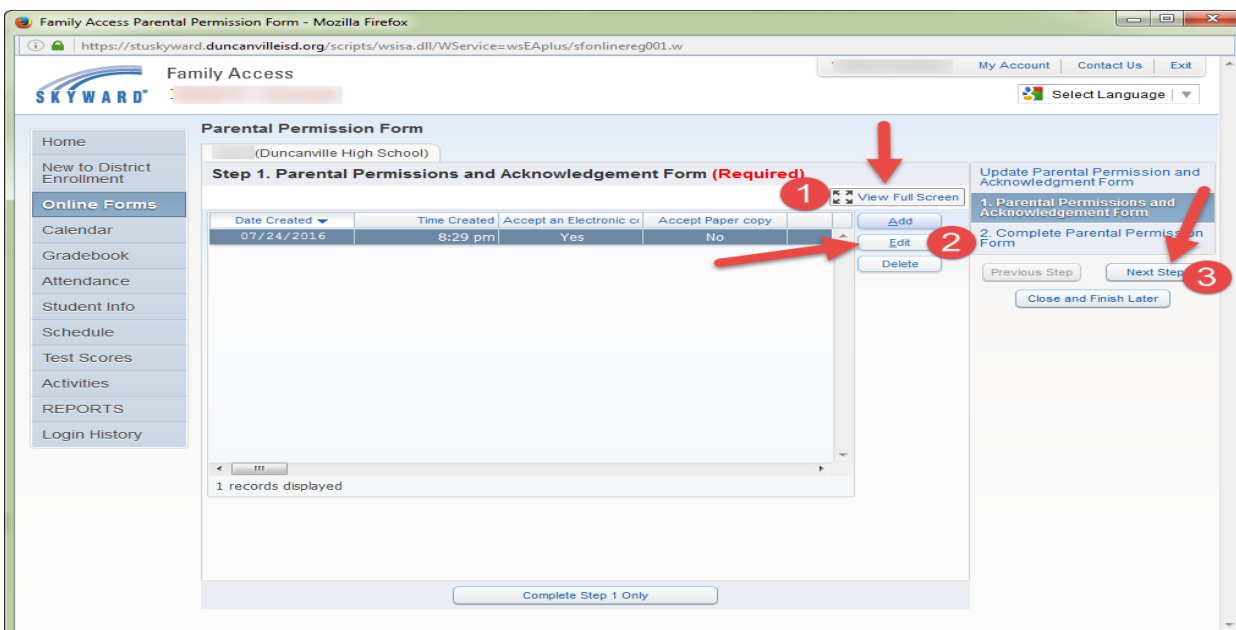 Family Access Parental Permission Form - Mozilla Firefox
https://stuskyward.duncanvilleisd.org/scripts/wsisa.dll/WService=wsEAplus/sfonlinereg001.w
SKYWARD
Family Access
My Account
Contact Us
Exit
Select Language
Home
New to District
Enrollment
Online Forms
Calendar
Gradebook
Attendance
Student Info
Schedule
Test Scores
Activities
REPORTS
Login History
Parental Permission Form
(Duncanville High School)
Step 1. Parental Permissions and Acknowledgement Form (Required)
1
View Full Screen
Date Created Time Created Accept an Electronic c Accept Paper copy
07/24/2016 8:29 pm Yes No
Add
Edit
2
Delete
1 records displayed
Complete Step 1 Only
Update Parental Permission and
Acknowledgment Form
1. Parental Permissions and
Acknowledgement Form
2. Complete Parental Permission
Form
Previous Step
Next Step
3
Close and Finish Later